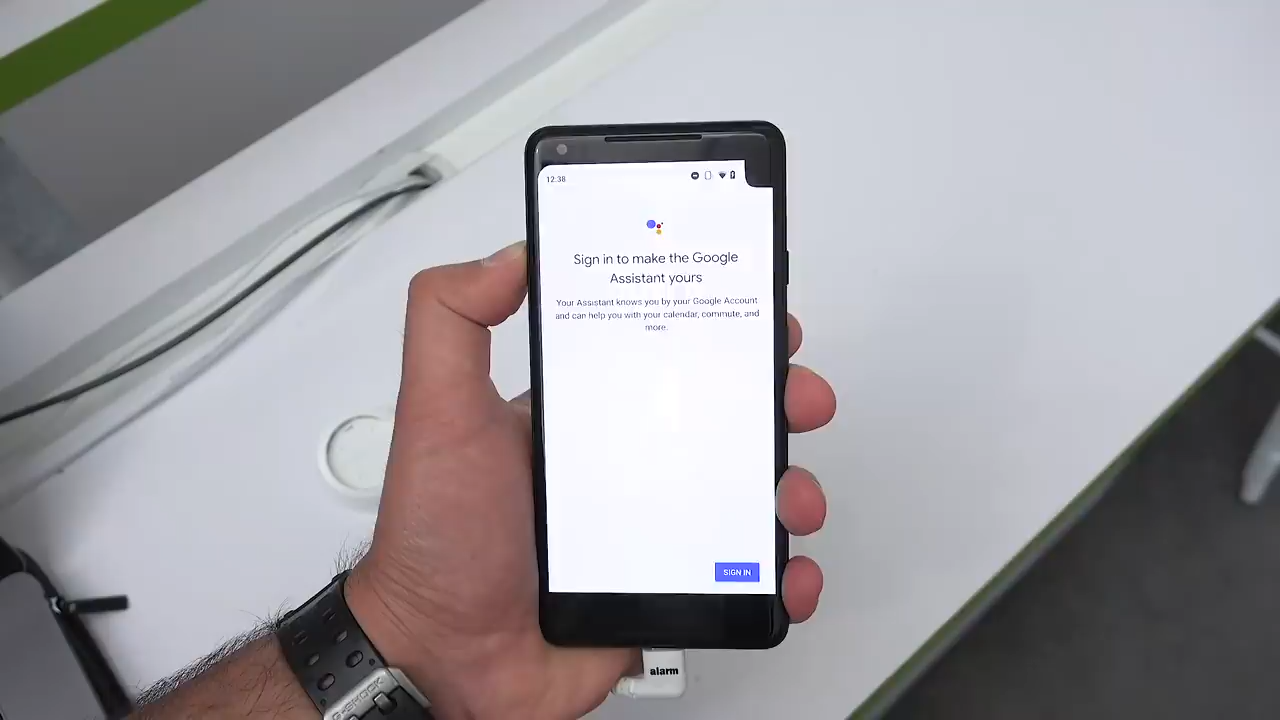 12:38
Sign in to make the Google
Assistant yours
Your Assistant knows you by your Google Account
and can help you with your calendar, commute, and
more.
SIGN IN
alarm
G-SHOCK